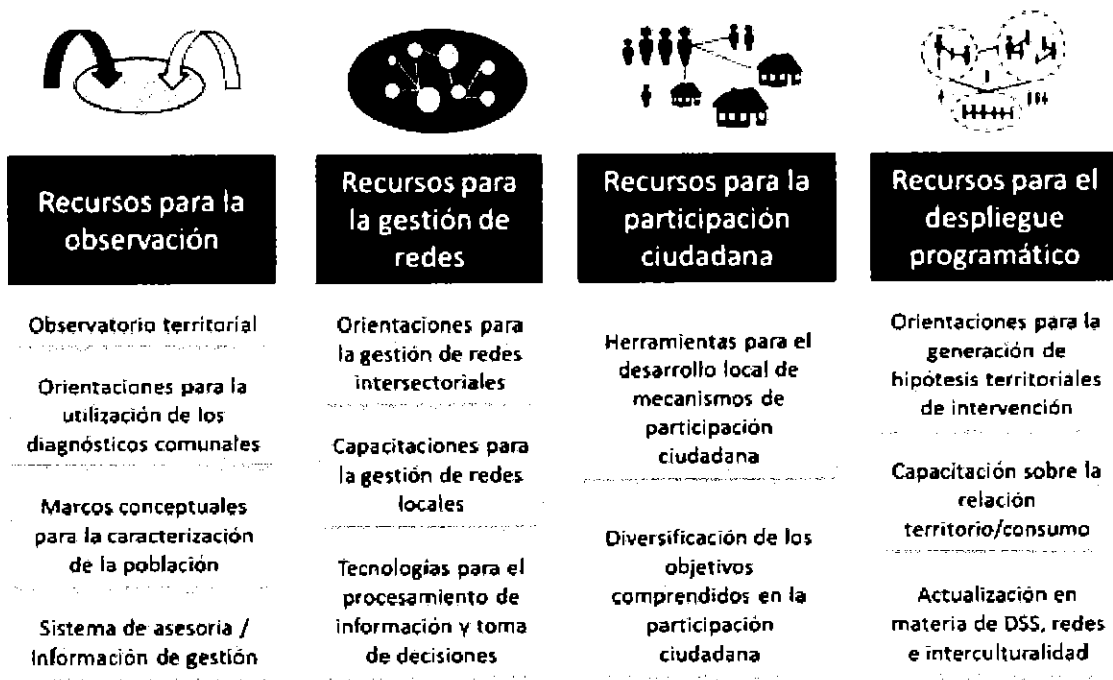 Recursos para la
observación
Observatorio territorial
Orientaciones para la
utilización de los
diagnósticos comunales
Marcos conceptuales
para la caracterización
de la población
Sistema de asesoria /
Información de gestión
Recursos para
la gestión de
redes
Orientaciones para
la gestión de redes
intersectoriales
Capacitaciones para
la gestión de redes
locales
Tecnologías para el
procesamiento de
información y toma
de decisiones
Recursos para la
participación
ciudadana
Herramientas para el
desarrollo local de
mecanismos de
participación
ciudadana
Diversificación de los
objetivos
comprendidos en la
participación
ciudadana
Recursos para el
despliegue
programático
Orientaciones para la
generación de
hipótesis territoriales
de intervención
Capacitación sobre la
relación
territorio/consumo
Actualización en
materia de DSS, redes
e interculturalidad